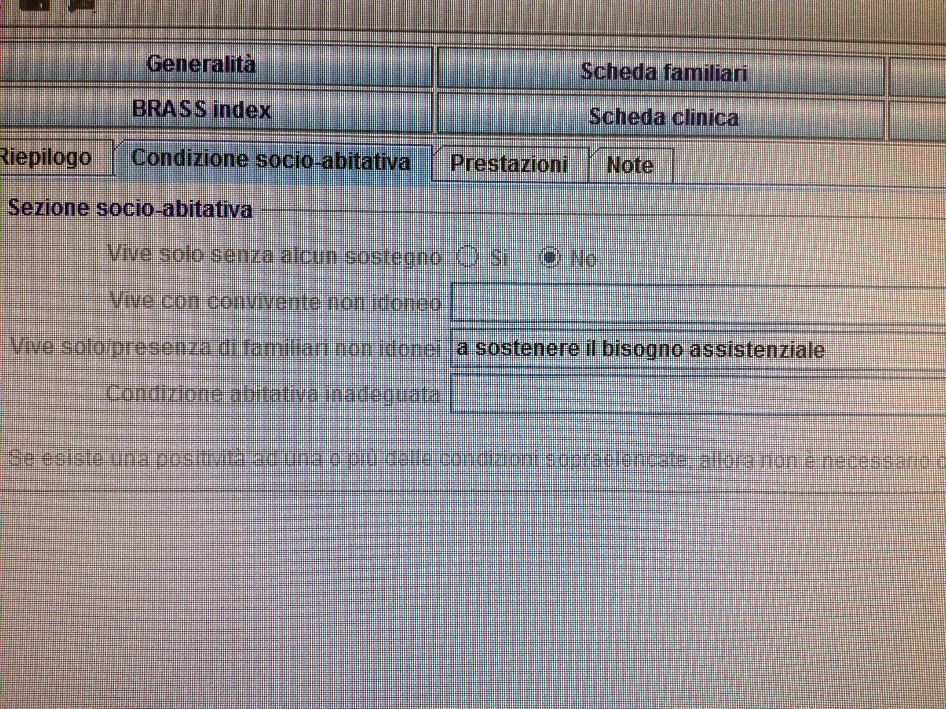 Generalità
Scheda familiari
BRASS index
Scheda clinica
Riepilogo
Condizione socio-abitativa
Prestazioni
Note
Sezione socio-abitativa
Vive solo senza alcun sostegno Si No
Vive con convivente non idoneo
Vive solo/presenza di familiari non idonei a sostenere il bisogno assistenziale
Condizione abitativa inadeguata
Se esiste una positività ad una o più delle condizioni sopraelencate, allora non è necessario